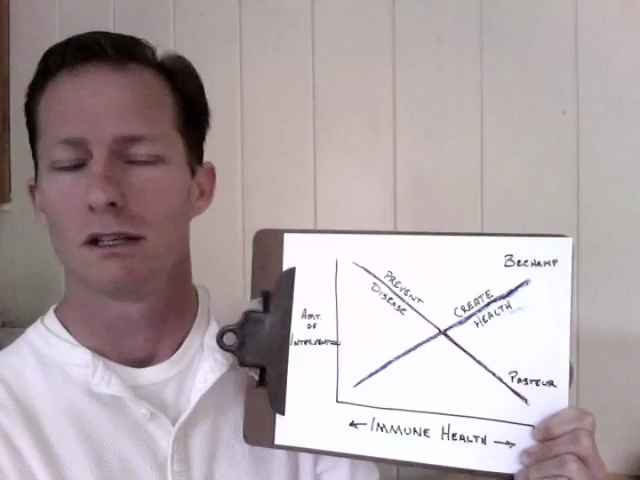 BECHAMP
PREVENT
DISEASE
CREATE
HEALTH
AMT.
OF
INTERVENTION
PASTEUR
← IMMUNE HEALTH →